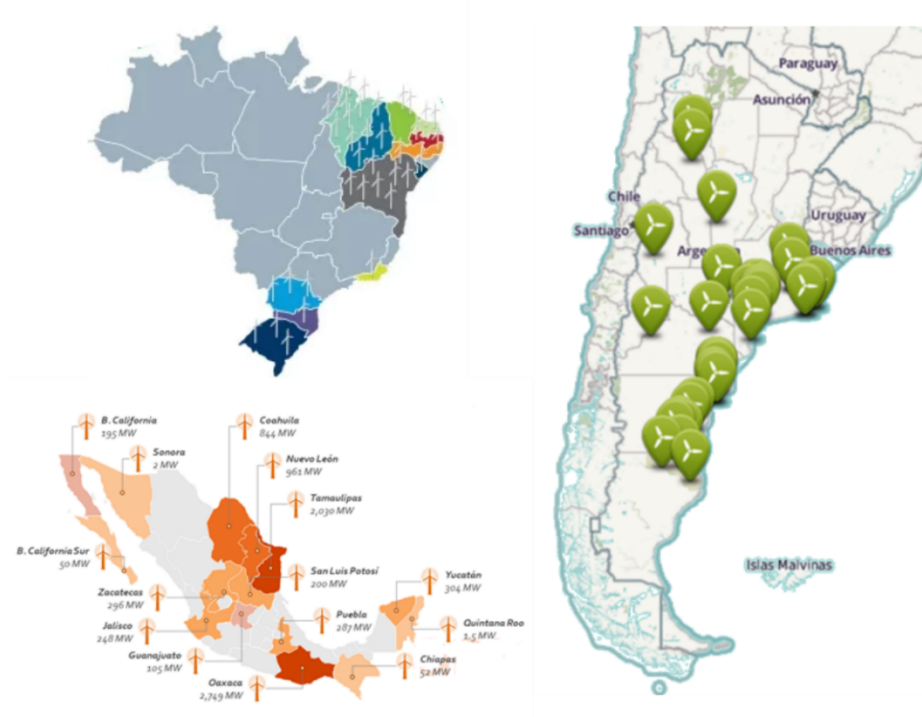 Paraguay
Asunción
Chile
Santiago
Uruguay
Buenos Aires
Islas Malvinas
B. California
195 MW
Sonora
2 MW
Coahuila
844 MW
Nuevo León
961 MW
Tamaulipas
2,030 MW
B. California Sur
50 MW
San Luis Potosí
200 MW
Zacatecas
296 MW
Yucatán
304 MW
Jalisco
248 MW
Puebla
287 MW
Quintana Roo
1.5 MW
Guanajuato
105 MW
Chiapas
52 MW
Oaxaca
2,749 MW